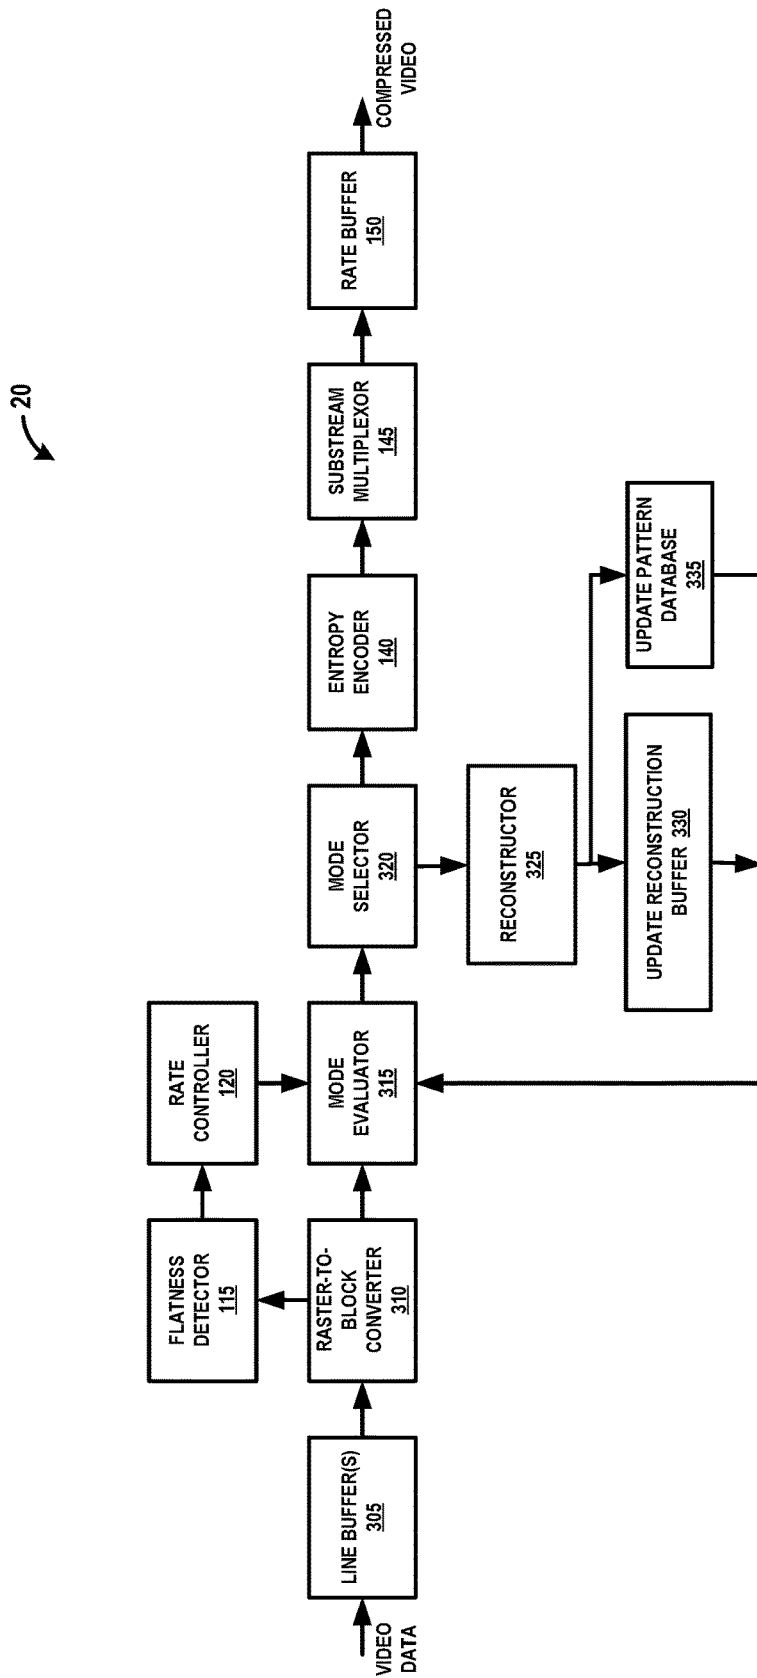 20
VIDEO
DATA
LINE BUFFER(S)
305
RASTER-TO-
BLOCK
CONVERTER
310
FLATNESS
DETECTOR
115
RATE
CONTROLLER
120
MODE
EVALUATOR
315
MODE
SELECTOR
320
ENTROPY
ENCODER
140
SUBSTREAM
MULTIPLEXOR
145
RATE BUFFER
150
COMPRESSED
VIDEO
RECONSTRUCTOR
325
UPDATE RECONSTRUCTION
BUFFER 330
UPDATE PATTERN
DATABASE
335